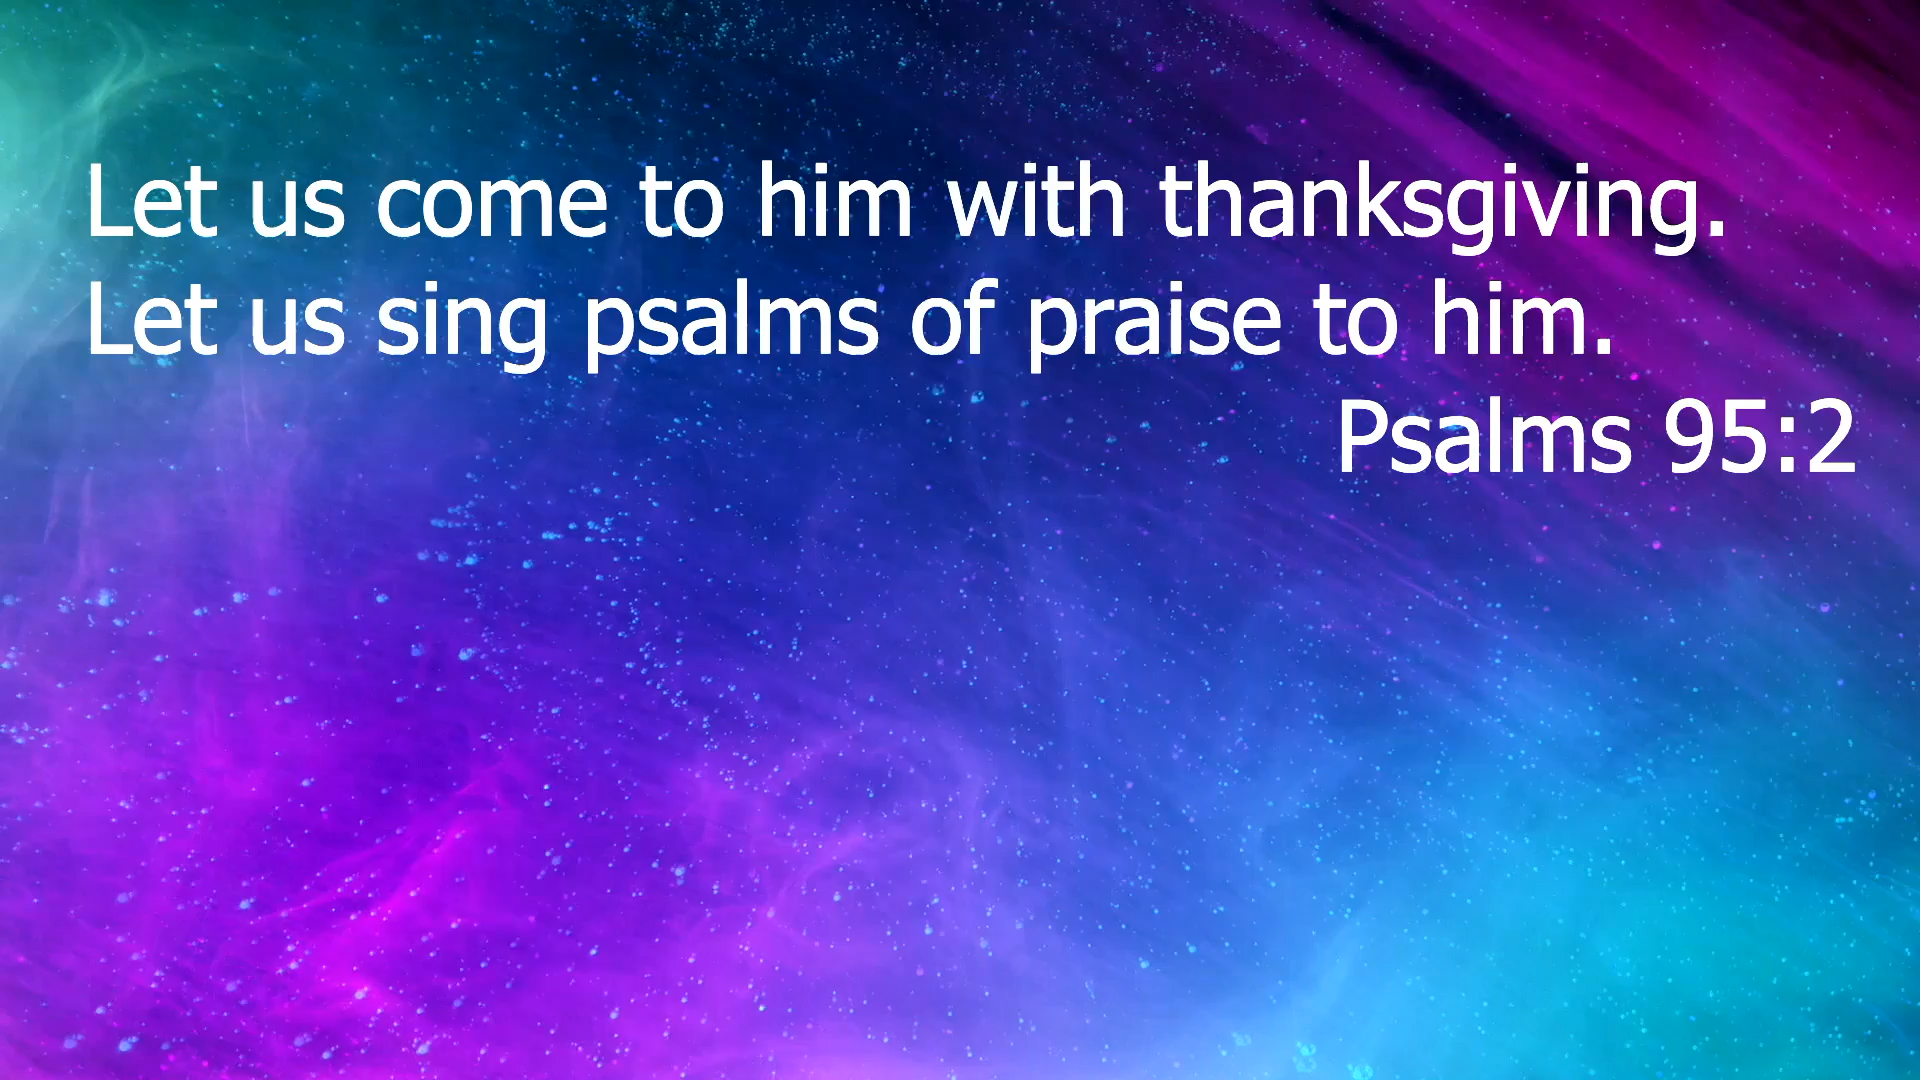 Let us come to him with thanksgiving.
Let us sing psalms of praise to him.
Psalms 95:2